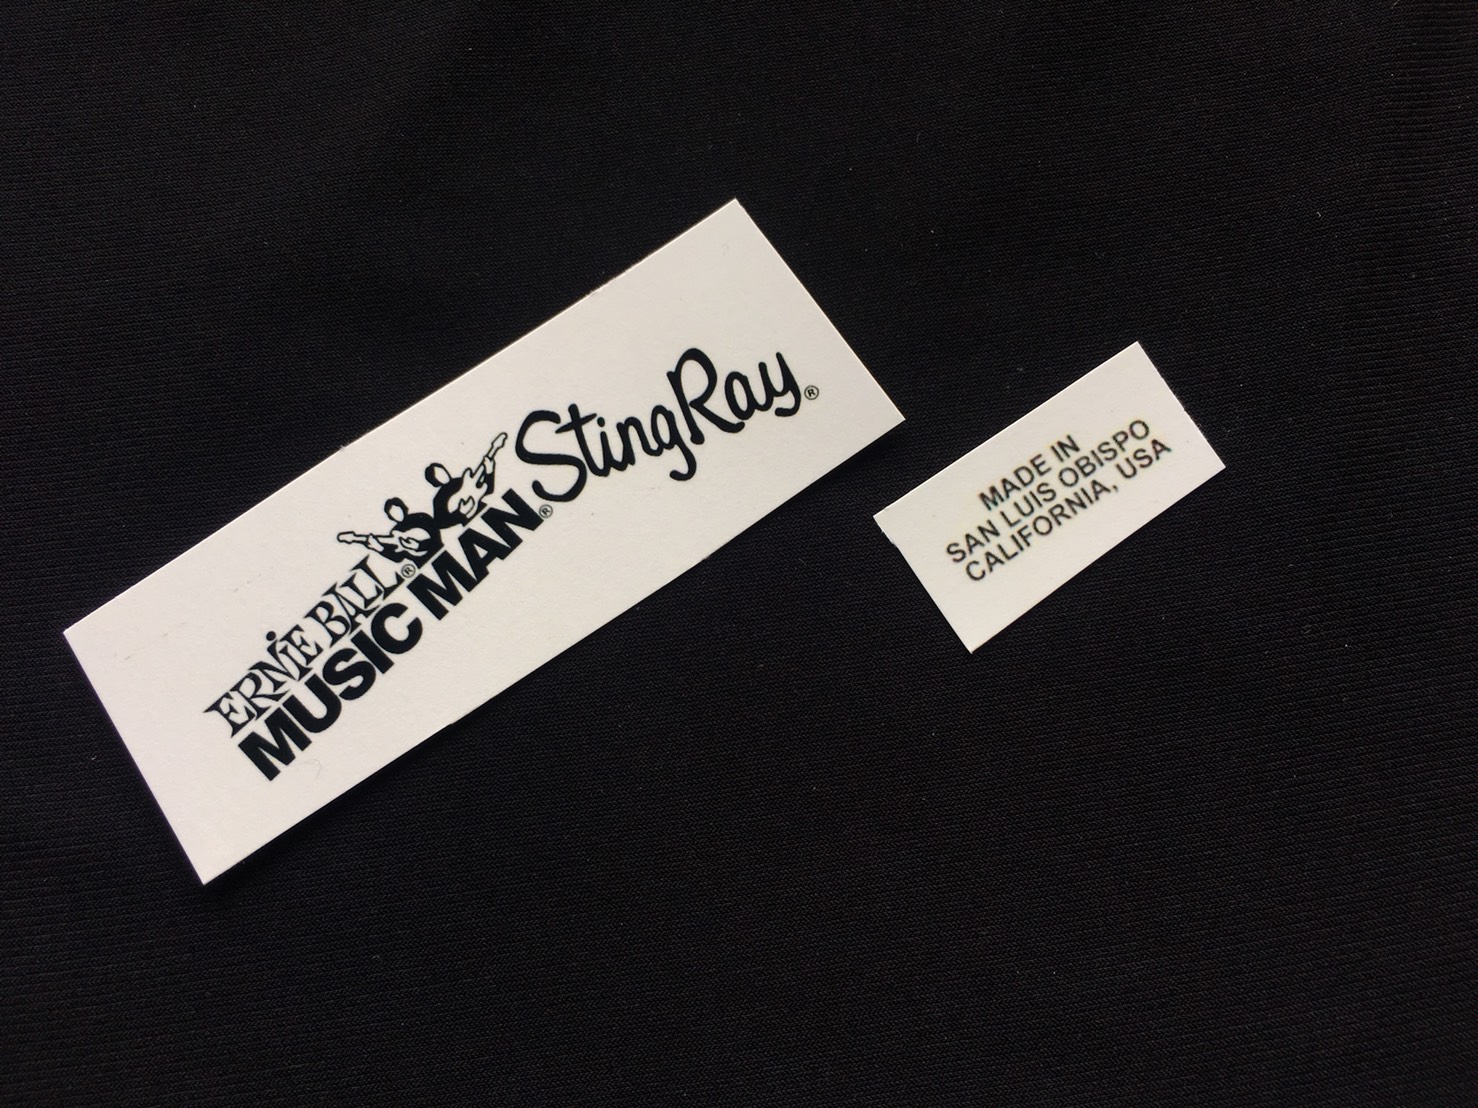 ERNIE BALL®
MUSIC MAN® StingRay®
MADE IN
SAN LUIS OBISPO
CALIFORNIA, USA